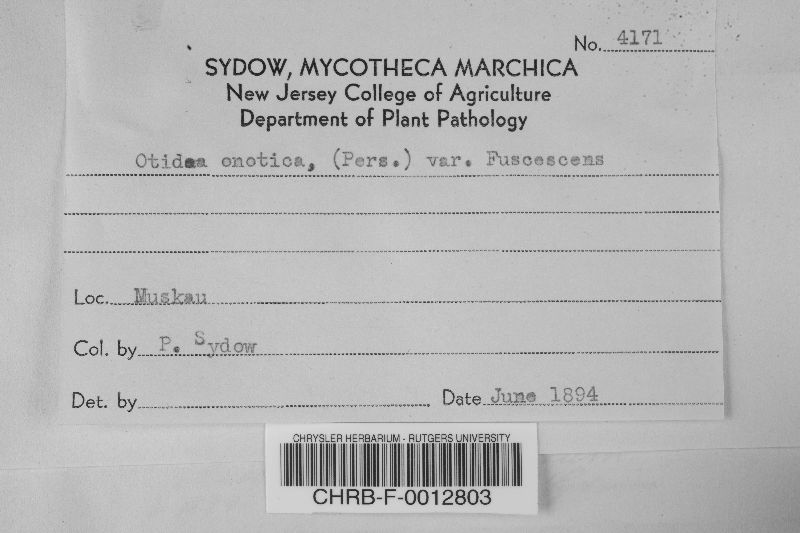 No. 4171
SYDOW, MYCOTHECA MARCHICA
New Jersey College of Agriculture
Department of Plant Pathology
Otidea onotica, (Pers.) var. Fuscescens
Loc. Muskau
Col. by P. Sydow
Det. by
Date June 1894
CHRYSLER HERBARIUM - RUTGERS UNIVERSITY
CHRB-F-0012803